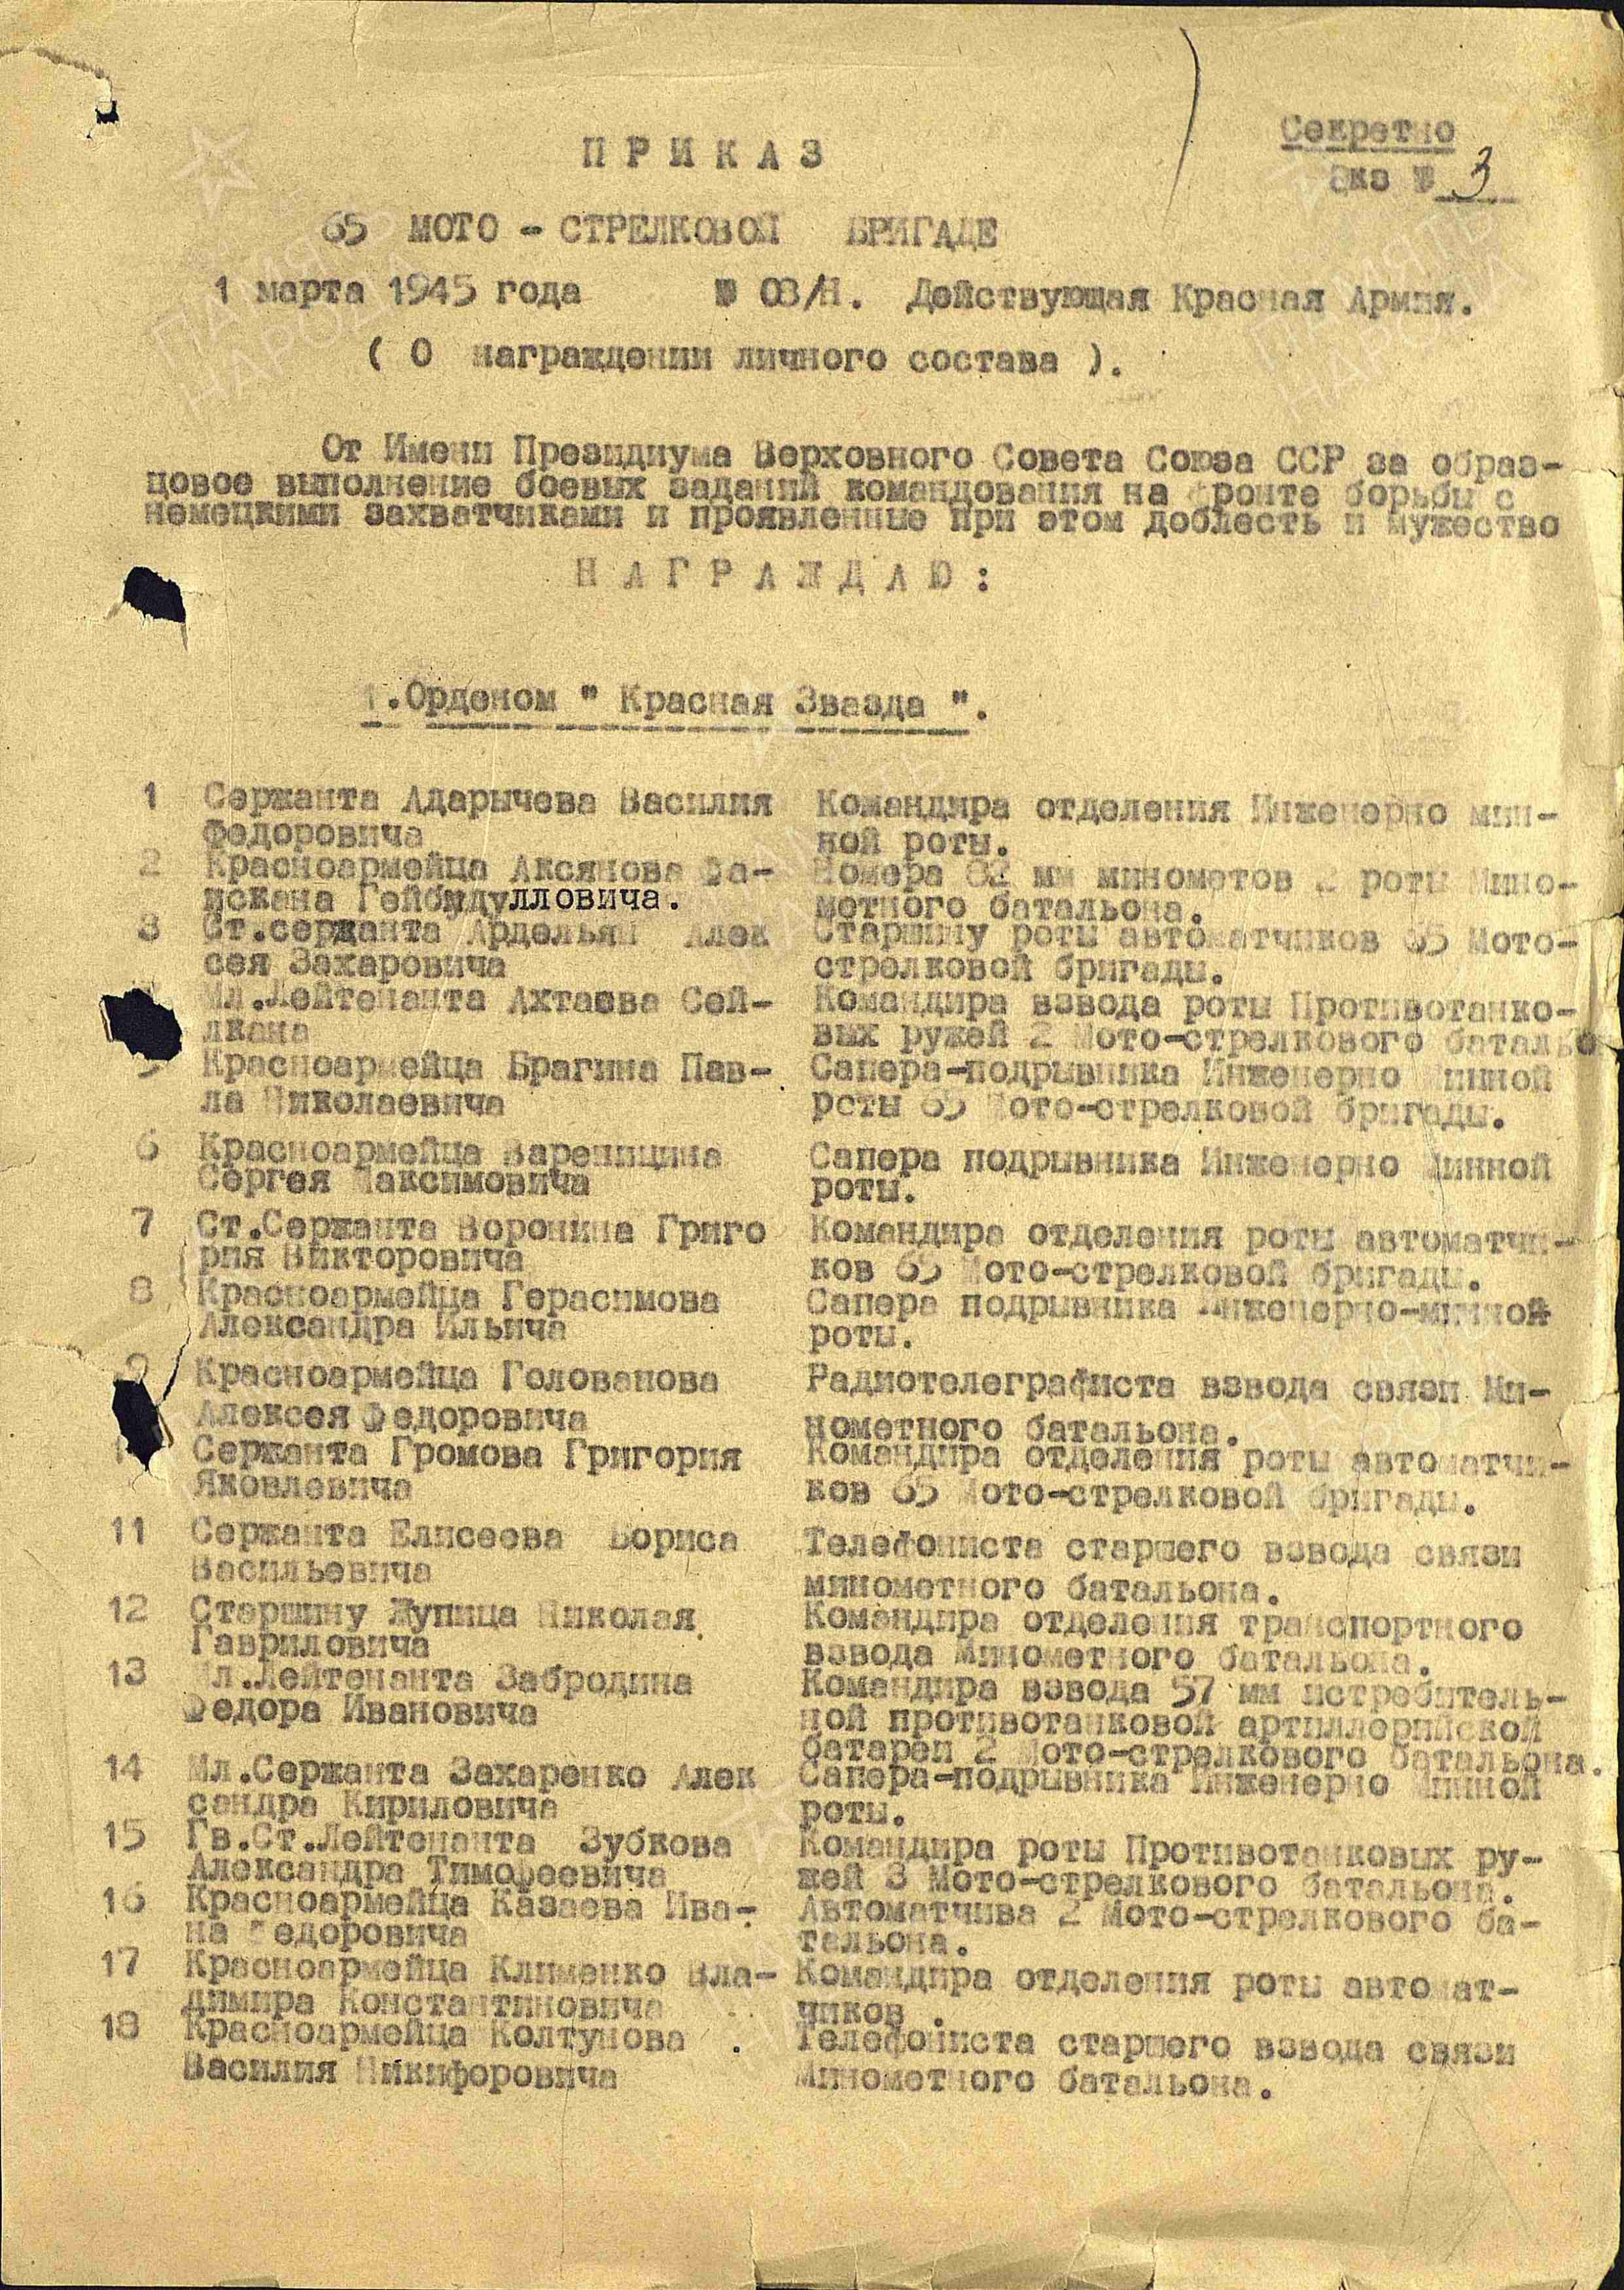 Секретно
Экз № 3
ПРИКАЗ
65 МОТО - СТРЕЛКОВОЙ БРИГАДЕ
1 марта 1945 года № 03/Н. Действующая Красная Армия.
( О награждении личного состава ).
От Имени Президиума Верховного Совета Союза ССР за образ-
цовое выполнение боевых заданий командования на фронте борьбы с
немецкими захватчиками и проявленные при этом доблесть и мужество
НАГРАЖДАЮ:
1.Орденом " Красная Звезда ".
1 Сержанта Адарычева Василия Командира отделения Инженерно мин-
Федоровича ной роты.
2 Красноармейца Аксянова Фа- Номера 82 мм минометов 2 роты Мино-
искана Гейбидулловича. метного батальона.
3 Ст.сержанта Ардельян Алек Старшину роты автоматчиков 65 Мото-
сея Захаровича стрелковой бригады.
Мл.Лейтенанта Ахтаева Сей- Командира взвода роты Противотанко-
лкана вых ружей 2 Мото-стрелкового баталь
5 Красноармейца Брагина Пав- Сапера-подрывника Инженерно Минной
ла Николаевича роты 65 Мото-стрелковой бригады.
6 Красноармейца Вареницина Сапера подрывника Инженерно Минной
Сергея Максимовича роты.
7 Ст.Сержанта Воронина Григо Командира отделения роты автоматчи-
рия Викторовича ков 65 Мото-стрелковой бригады.
8 Красноармейца Герасимова Сапера подрывника Инженерно-минной
Александра Ильича роты.
9 Красноармейца Голованова Радиотелеграфиста взвода связи Ми-
Алексея Федоровича нометного батальона.
Сержанта Громова Григория Командира отделения роты автоматчи-
Яковлевича ков 65 Мото-стрелковой бригады.
11 Сержанта Елисеева Бориса Телефониста старшего взвода связи
Васильевича минометного батальона.
12 Старшину Жупица Николая Командира отделения транспортного
Гавриловича взвода Минометного батальона.
13 Мл.Лейтенанта Забродина Командира взвода 57 мм истребитель-
Федора Ивановича ной противотанковой артиллерийской
батареи 2 Мото-стрелкового батальона.
14 Мл.Сержанта Захаренко Алек Сапера-подрывника Инженерно Минной
сандра Кириловича роты.
15 Гв.Ст.Лейтенанта Зубкова Командира роты Противотанковых ру-
Александра Тимофеевича жей 3 Мото-стрелкового батальона.
16 Красноармейца Казаева Ива- Автоматчива 2 Мото-стрелкового ба-
на Федоровича тальона.
17 Красноармейца Клименко Вла- Командира отделения роты автомат-
димира Константиновича чиков .
18 Красноармейца Колтунова . Телефониста старшего взвода связи
Василия Никифоровича Минометного батальона.
ПАМЯТЬ НАРОДА